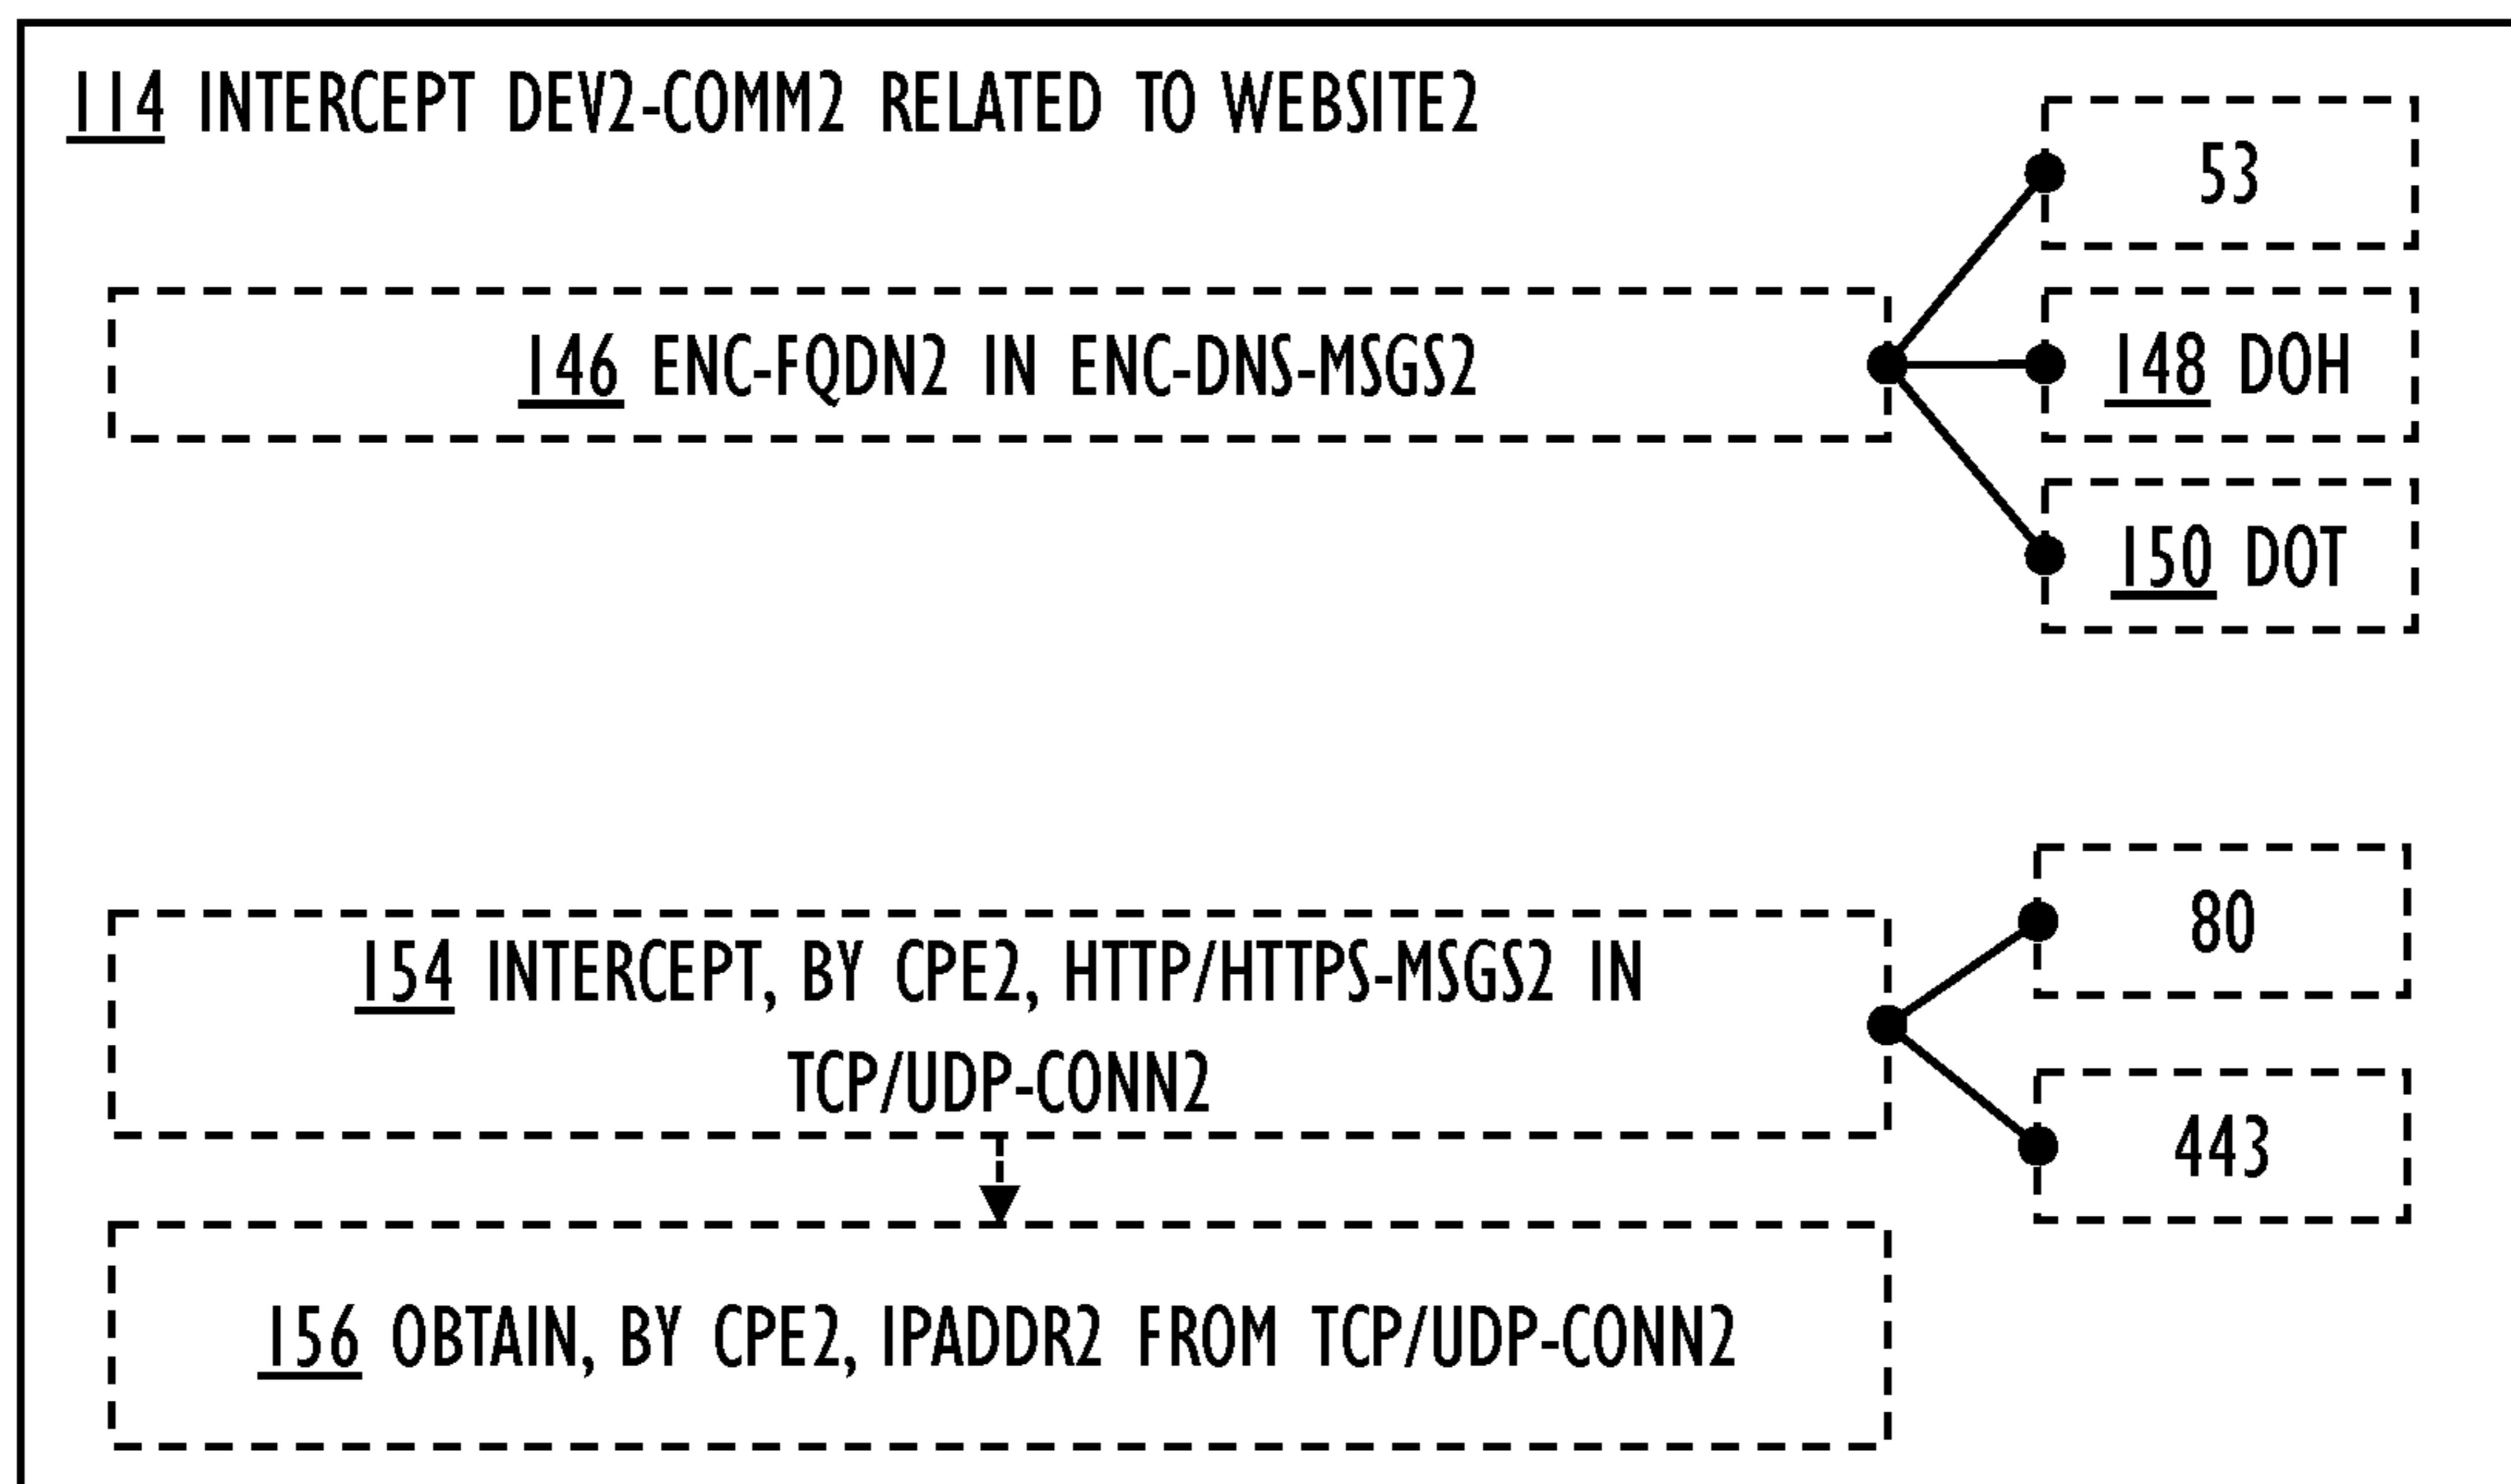 114 INTERCEPT DEV2-COMM2 RELATED TO WEBSITE2
53
146 ENC-FQDN2 IN ENC-DNS-MSGS2
148 DOH
150 DOT
80
154 INTERCEPT, BY CPE2, HTTP/HTTPS-MSGS2 IN
TCP/UDP-CONN2
443
156 OBTAIN, BY CPE2, IPADDR2 FROM TCP/UDP-CONN2